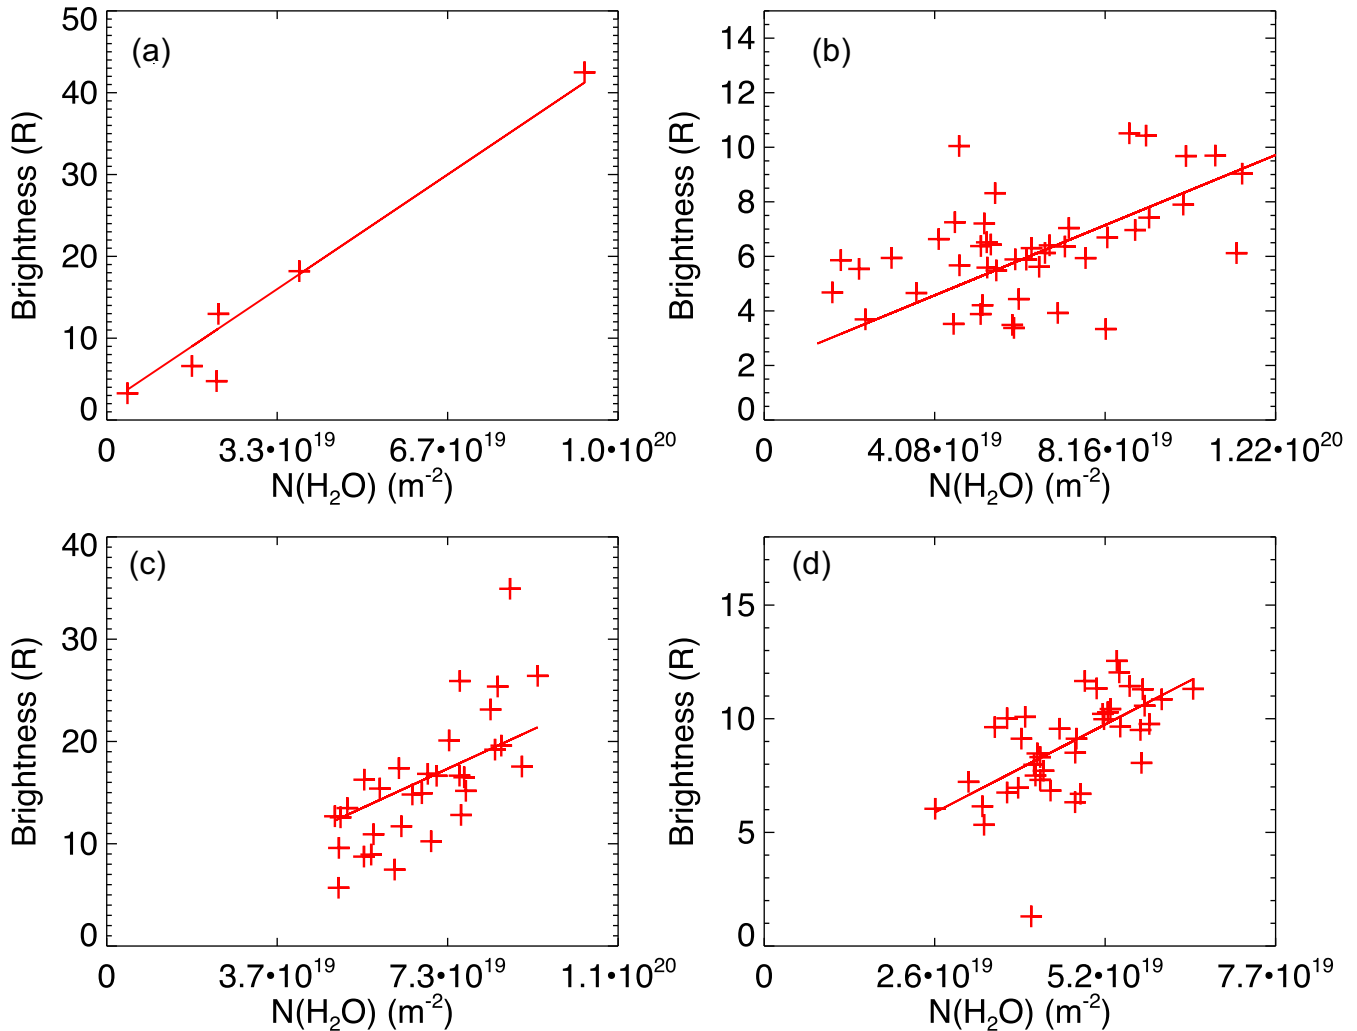 (a)
Brightness (R)
50
40
30
20
10
0
0 3.3•10^19 6.7•10^19 1.0•10^20
N(H₂O) (m⁻²)
(b)
Brightness (R)
14
12
10
8
6
4
2
0
0 4.08•10^19 8.16•10^19 1.22•10^20
N(H₂O) (m⁻²)
(c)
Brightness (R)
40
30
20
10
0
0 3.7•10^19 7.3•10^19 1.1•10^20
N(H₂O) (m⁻²)
(d)
Brightness (R)
15
10
5
0
0 2.6•10^19 5.2•10^19 7.7•10^19
N(H₂O) (m⁻²)